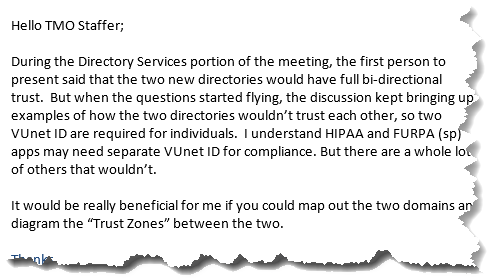 Hello TMO Staffer;
During the Directory Services portion of the meeting, the first person to
present said that the two new directories would have full bi-directional
trust.  But when the questions started flying, the discussion kept bringing up
examples of how the two directories wouldn’t trust each other, so two
VUnet ID are required for individuals.  I understand HIPAA and FURPA (sp)
apps may need separate VUnet ID for compliance. But there are a whole lot
of others that wouldn’t.
It would be really beneficial for me if you could map out the two domains an
diagram the “Trust Zones” between the two.